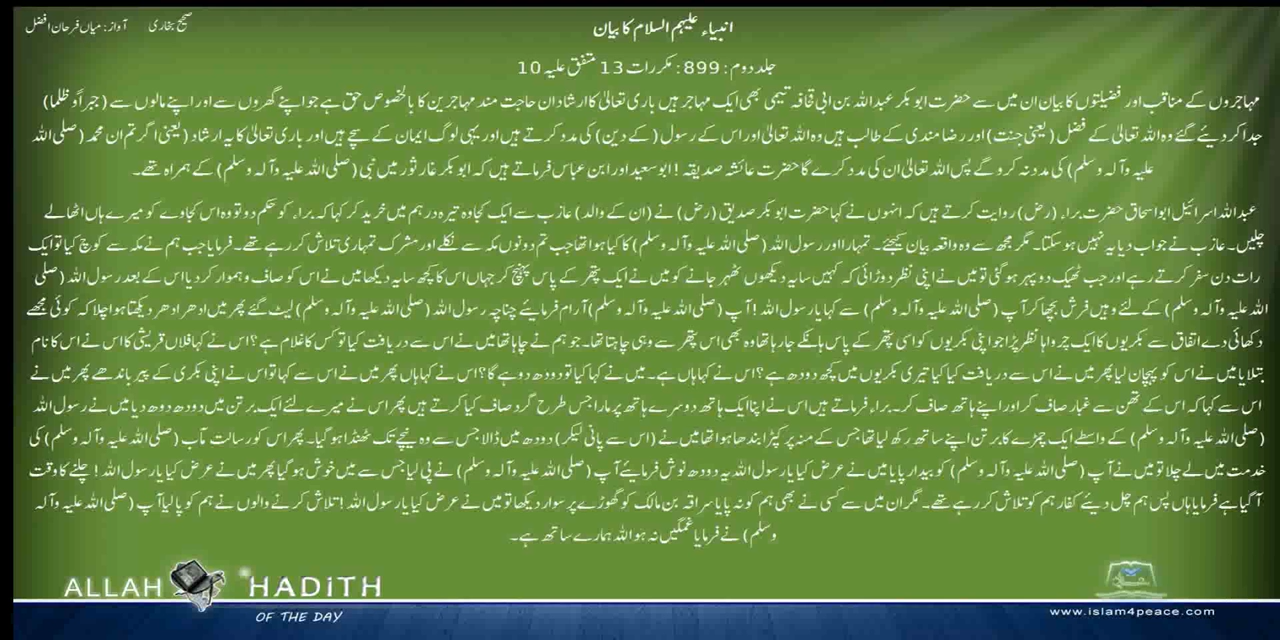 انبیاء علیہم السلام کا بیان
صحیح بخاری
آواز : میاں فرحان افضل
جلد دوم : 899 : مکررات 13 متفق علیہ 10
مہاجروں کے مناقب اور فضیلتوں کا بیان ان میں سے حضرت ابو بکر عبداللہ بن ابی قحافہ تیمی بھی ایک مہاجر ہیں باری تعالیٰ کا ارشاد ان حاجت مند مہاجرین کا بالخصوص حق ہے جو اپنے گھروں سے اور اپنے مالوں سے (جبراً و ظلما)
جدا کر دیئے گئے وہ اللہ تعالیٰ کے فضل (یعنی جنت) اور رضا مندی کے طالب ہیں وہ اللہ تعالیٰ اور اس کے رسول (کے دین) کی مدد کرتے ہیں اور یہی لوگ ایمان کے سچے ہیں اور باری تعالیٰ کا یہ ارشاد (یعنی اگر تم ان محمد (صلی اللہ
علیہ وآلہ وسلم) کی مدد نہ کرو گے پس اللہ تعالیٰ ان کی مدد کرے گا حضرت عائشہ صدیقہ ! ابو سعید اور ابن عباس فرماتے ہیں کہ ابو بکر غار ثور میں نبی (صلی اللہ علیہ وآلہ وسلم) کے ہمراہ تھے۔
عبداللہ اسرائیل ابو اسحاق حضرت براء (رض) روایت کرتے ہیں کہ انہوں نے کہا حضرت ابو بکر صدیق (رض) نے (ان کے والد) عازب سے ایک کجاوہ تیرہ درہم میں خرید کر کہا کہ براء کو حکم دو تو وہ اس کجاوے کو میرے ہاں اٹھا لے
چلیں۔ عازب نے جواب دیا یہ نہیں ہو سکتا۔ مگر مجھ سے وہ واقعہ بیان کیجئے۔ تمہارا اور رسول اللہ (صلی اللہ علیہ وآلہ وسلم) کا کیا ہوا تھا جب تم دونوں مکہ سے نکلے اور مشرک تمہاری تلاش کر رہے تھے۔ فرمایا جب ہم نے مکہ سے کوچ کیا تو ایک
رات دن سفر کرتے رہے اور جب ٹھیک دوپہر ہو گئی تو میں نے اپنی نظر دوڑائی کہ کہیں سایہ دیکھوں ٹھہر جانے کو میں نے ایک پتھر کے پاس پہنچ کر جہاں اس کا کچھ سایہ دیکھا میں نے اس کو صاف و ہموار کر دیا اس کے بعد رسول اللہ (صلی
اللہ علیہ وآلہ وسلم) کے لئے وہیں فرش بچھا کر آپ (صلی اللہ علیہ وآلہ وسلم) سے کہا یا رسول اللہ ! آپ (صلی اللہ علیہ وآلہ وسلم) آرام فرمایئے چناچہ رسول اللہ (صلی اللہ علیہ وآلہ وسلم) لیٹ گئے پھر میں ادھر ادھر دیکھتا ہوا چلا کہ کوئی مجھے
دکھائی دے اتفاق سے بکریوں کا ایک چرواہا نظر پڑا جو اپنی بکریوں کو اسی پتھر کے پاس ہانکے جا رہا تھا وہ بھی اس پتھر سے وہی چاہتا تھا۔ جو ہم نے چاہا تھا میں نے اس سے دریافت کیا تو کس کا غلام ہے؟ اس نے کہا فلاں قریشی کا اس نے اس کا نام
بتلایا میں نے اس کو پہچان لیا پھر میں نے اس سے دریافت کیا کیا تیری بکریوں میں کچھ دودھ ہے؟ اس نے کہا ہاں ہے۔ میں نے کہا کیا تو دودھ دوہے گا؟ اس نے کہا ہاں پھر میں نے اس سے کہا تو اس نے اپنی بکری کے پیر باندھے پھر میں نے
اس سے کہا کہ اس کے تھن سے غبار صاف کر اور اپنے ہاتھ صاف کر۔ براء فرماتے ہیں اس نے اپنا ایک ہاتھ دوسرے ہاتھ پر مارا جس طرح گرد صاف کیا کرتے ہیں پھر اس نے میرے لئے ایک برتن میں دودھ دوھ دیا میں نے رسول اللہ
(صلی اللہ علیہ وآلہ وسلم) کے واسطے ایک چمڑے کا برتن اپنے ساتھ رکھ لیا تھا جس کے منہ پر کپڑا بندھا ہوا تھا میں نے (اس سے پانی لیکر) دودھ میں ڈالا جس سے وہ نیچے تک ٹھنڈا ہو گیا۔ پھر اس کو رسالت مآب (صلی اللہ علیہ وآلہ وسلم) کی
خدمت میں لے چلا تو میں نے آپ (صلی اللہ علیہ وآلہ وسلم) کو بیدار پایا میں نے عرض کیا یا رسول اللہ یہ دودھ نوش فرمائیے آپ (صلی اللہ علیہ وآلہ وسلم) نے پی لیا جس سے میں خوش ہو گیا پھر میں نے عرض کیا یا رسول اللہ ! چلنے کا وقت
آ گیا ہے فرمایا ہاں پس ہم چل دیئے کفار ہم کو تلاش کر رہے تھے۔ مگر ان میں سے کسی نے بھی ہم کو نہ پایا سراقہ بن مالک کو گھوڑے پر سوار دیکھا تو میں نے عرض کیا یا رسول اللہ ! تلاش کرنے والوں نے ہم کو پا لیا آپ (صلی اللہ علیہ وآلہ
وسلم) نے فرمایا غمگیں نہ ہو اللہ ہمارے ساتھ ہے۔
ALLAH HADITH
OF THE DAY
www.islam4peace.com